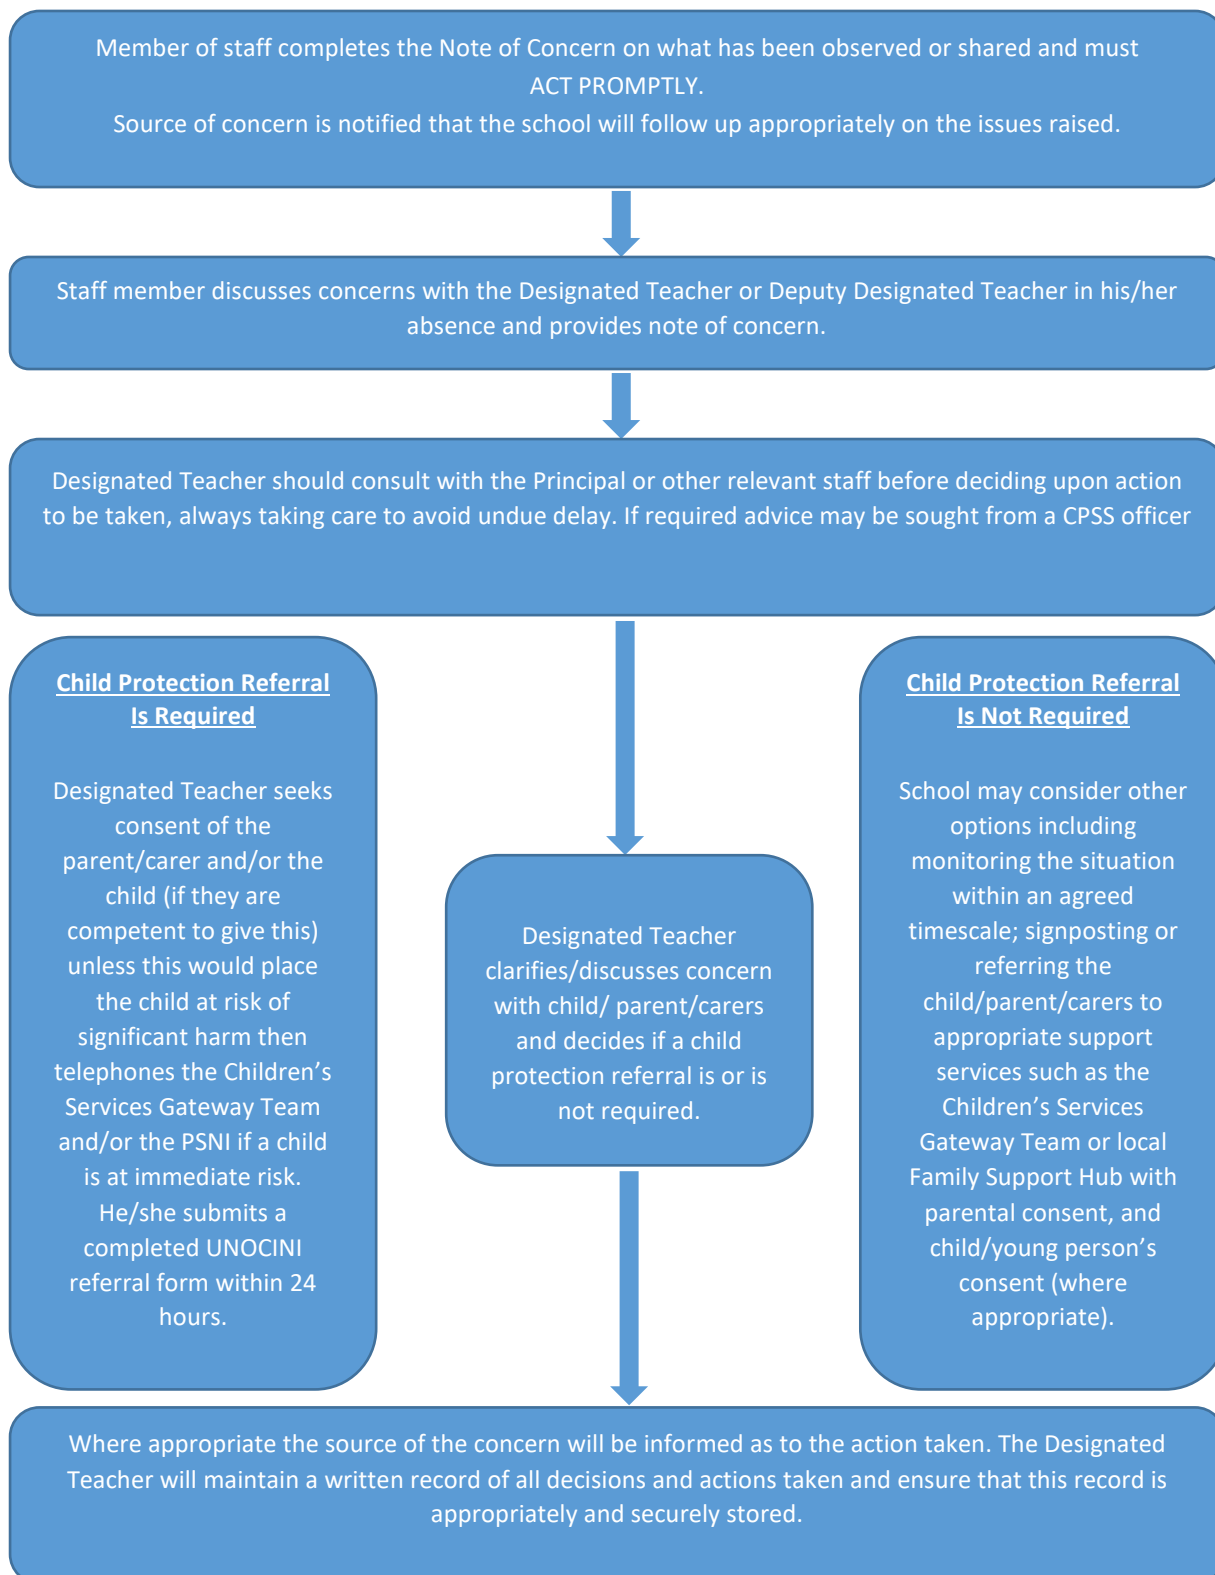 Member of staff completes the Note of Concern on what has been observed or shared and must
ACT PROMPTLY.
Source of concern is notified that the school will follow up appropriately on the issues raised.
Staff member discusses concerns with the Designated Teacher or Deputy Designated Teacher in his/her
absence and provides note of concern.
Designated Teacher should consult with the Principal or other relevant staff before deciding upon action
to be taken, always taking care to avoid undue delay. If required advice may be sought from a CPSS officer
Child Protection Referral
Is Required
Designated Teacher seeks
consent of the
parent/carer and/or the
child (if they are
competent to give this)
unless this would place
the child at risk of
significant harm then
telephones the Children’s
Services Gateway Team
and/or the PSNI if a child
is at immediate risk.
He/she submits a
completed UNOCINI
referral form within 24
hours.
Designated Teacher
clarifies/discusses concern
with child/ parent/carers
and decides if a child
protection referral is or is
not required.
Child Protection Referral
Is Not Required
School may consider other
options including
monitoring the situation
within an agreed
timescale; signposting or
referring the
child/parent/carers to
appropriate support
services such as the
Children’s Services
Gateway Team or local
Family Support Hub with
parental consent, and
child/young person’s
consent (where
appropriate).
Where appropriate the source of the concern will be informed as to the action taken. The Designated
Teacher will maintain a written record of all decisions and actions taken and ensure that this record is
appropriately and securely stored.